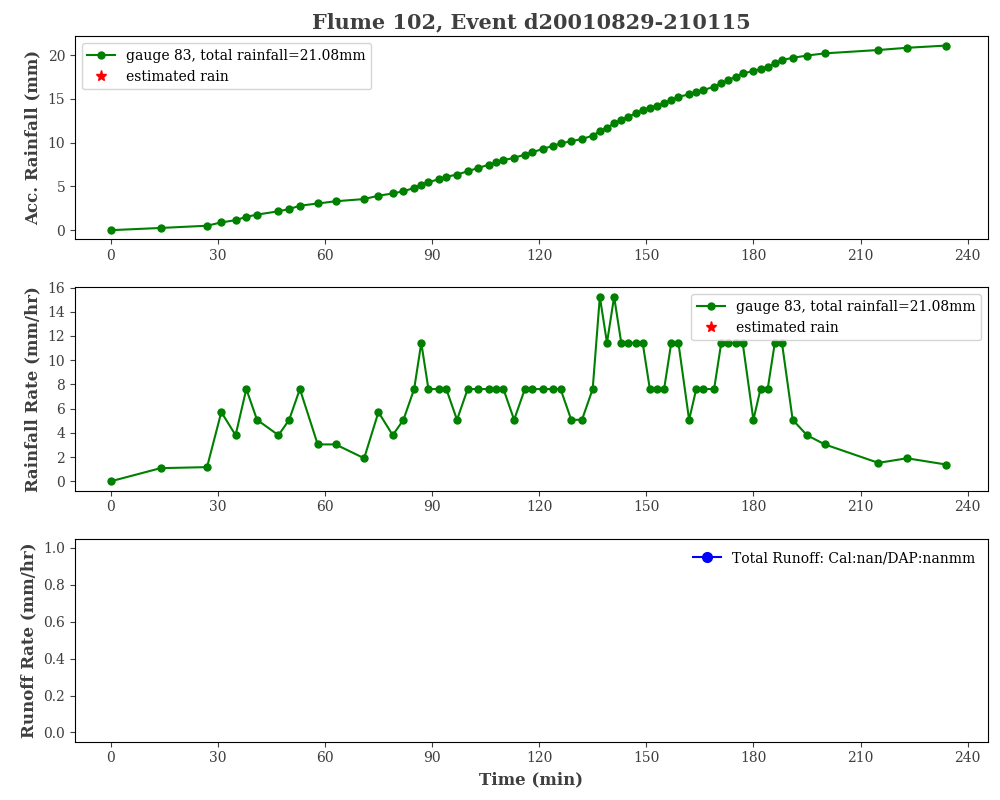 Flume 102, Event d20010829-210115
gauge 83, total rainfall=21.08mm
estimated rain
Acc. Rainfall (mm)
20
15
10
5
0
0 30 60 90 120 150 180 210 240
gauge 83, total rainfall=21.08mm
estimated rain
Rainfall Rate (mm/hr)
16
14
12
10
8
6
4
2
0
0 30 60 90 120 150 180 210 240
Total Runoff: Cal:nan/DAP:nanmm
Runoff Rate (mm/hr)
1.0
0.8
0.6
0.4
0.2
0.0
0 30 60 90 120 150 180 210 240
Time (min)